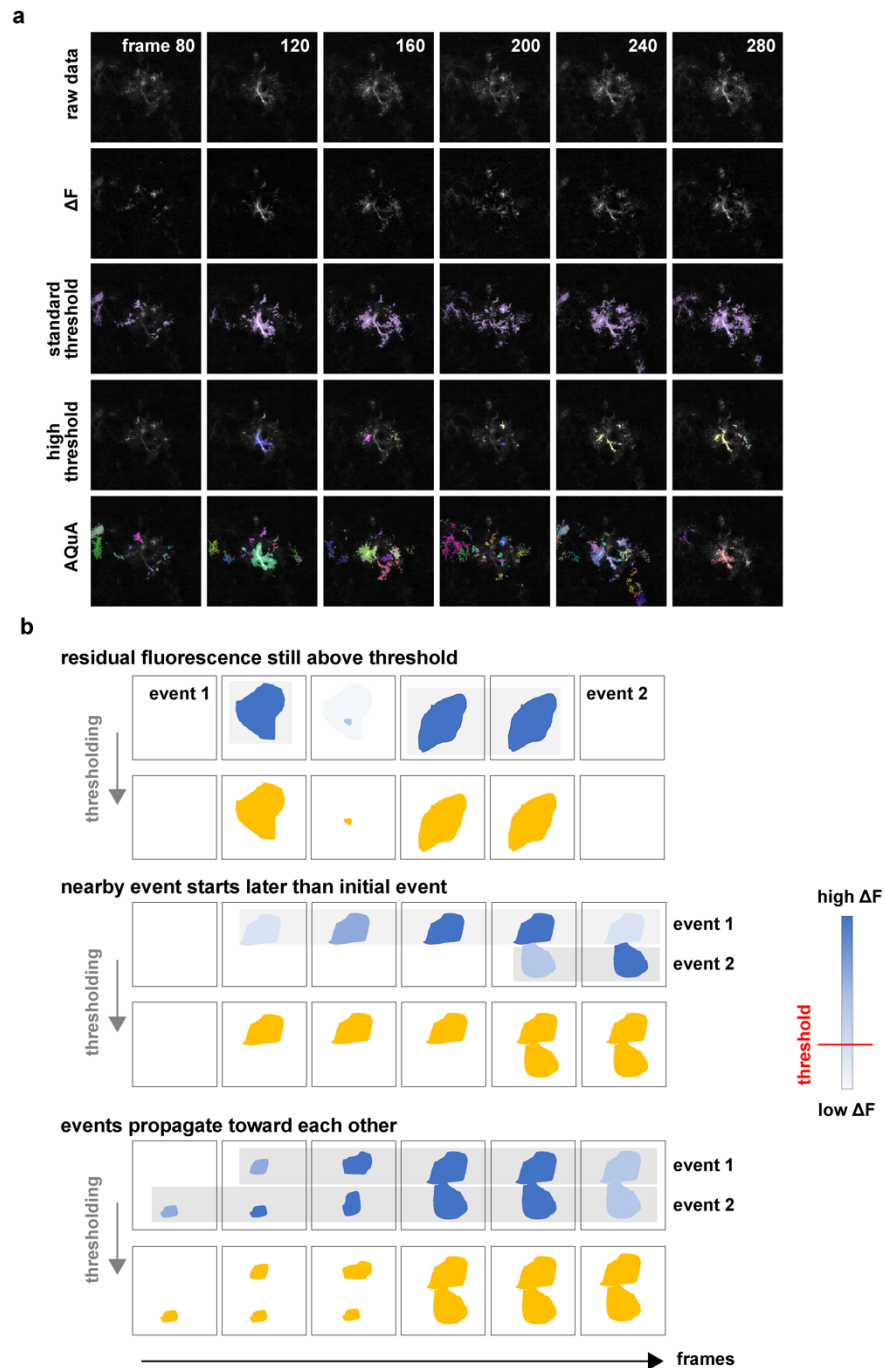 a
frame 80
120
160
200
240
280
raw data
ΔF
standard
threshold
high
threshold
AQuA
b
residual fluorescence still above threshold
event 1
event 2
thresholding
nearby event starts later than initial event
event 1
event 2
thresholding
high ΔF
threshold
low ΔF
events propagate toward each other
event 1
event 2
thresholding
frames